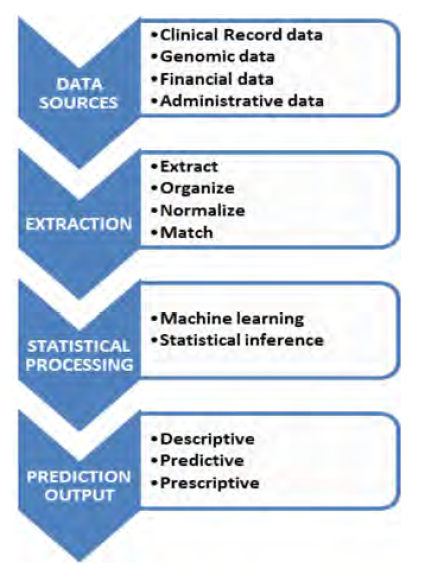 DATA
SOURCES
•Clinical Record data
•Genomic data
•Financial data
•Administrative data
EXTRACTION
•Extract
•Organize
•Normalize
•Match
STATISTICAL
PROCESSING
•Machine learning
•Statistical inference
PREDICTION
OUTPUT
•Descriptive
•Predictive
•Prescriptive